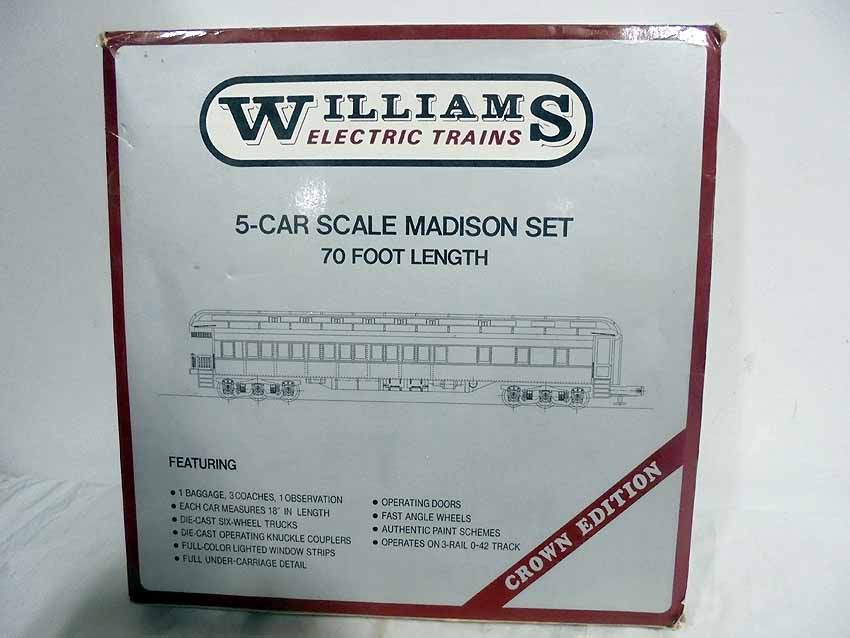 WILLIAMS
ELECTRIC TRAINS
5-CAR SCALE MADISON SET
70 FOOT LENGTH
FEATURING
• 1 BAGGAGE, 3 COACHES, 1 OBSERVATION
• EACH CAR MEASURES 18" IN LENGTH
• DIE-CAST SIX-WHEEL TRUCKS
• DIE-CAST OPERATING KNUCKLE COUPLERS
• FULL-COLOR LIGHTED WINDOW STRIPS
• FULL UNDER-CARRIAGE DETAIL
• OPERATING DOORS
• FAST ANGLE WHEELS
• AUTHENTIC PAINT SCHEMES
• OPERATES ON 3-RAIL 0-42 TRACK
CROWN EDITION